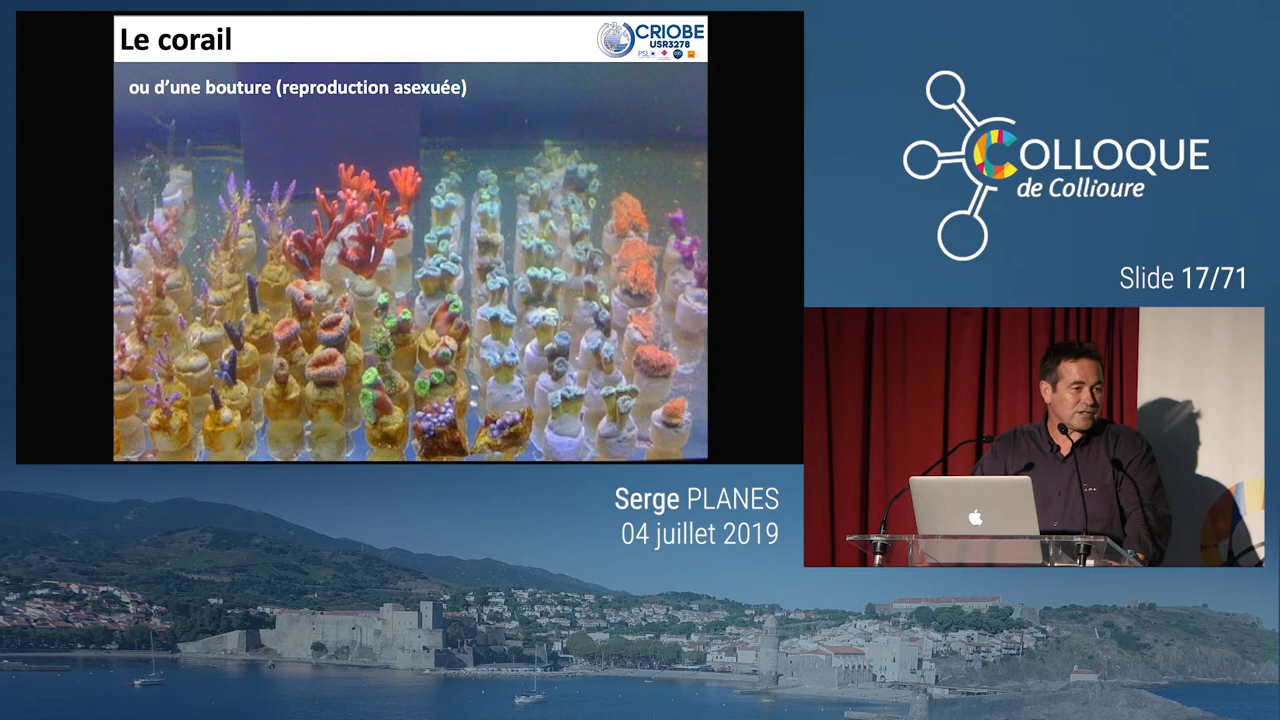 Le corail
CRIOBE
USR3278
PSL
ou d'une bouture (reproduction asexuée)
COLLOQUE
de Collioure
Slide 17/71
Serge PLANES
04 juillet 2019